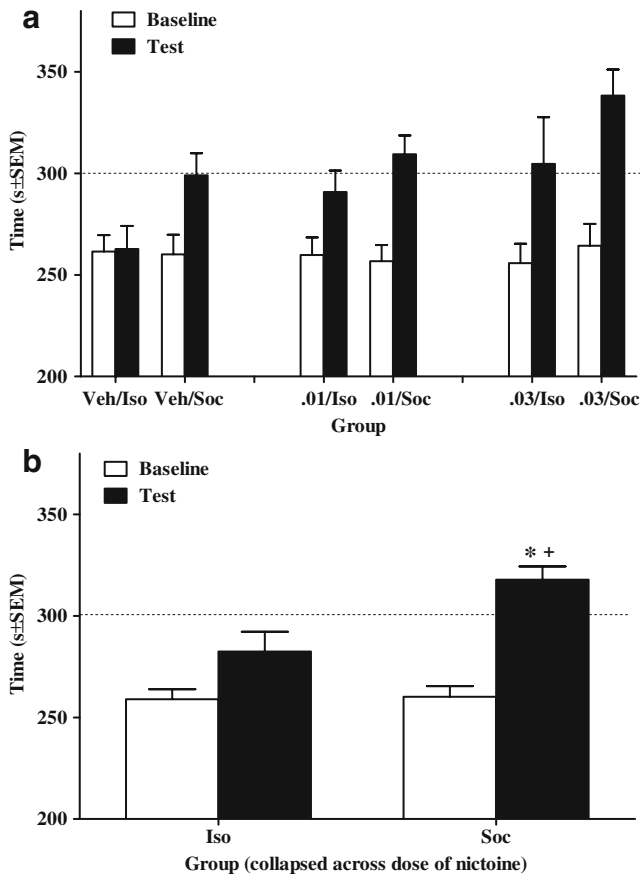 a
Baseline
Test
350
300
250
200
Time (s±SEM)
Veh/Iso Veh/Soc .01/Iso .01/Soc .03/Iso .03/Soc
Group
b
Baseline
Test
350
300
250
200
Time (s±SEM)
* +
Iso Soc
Group (collapsed across dose of nictoine)